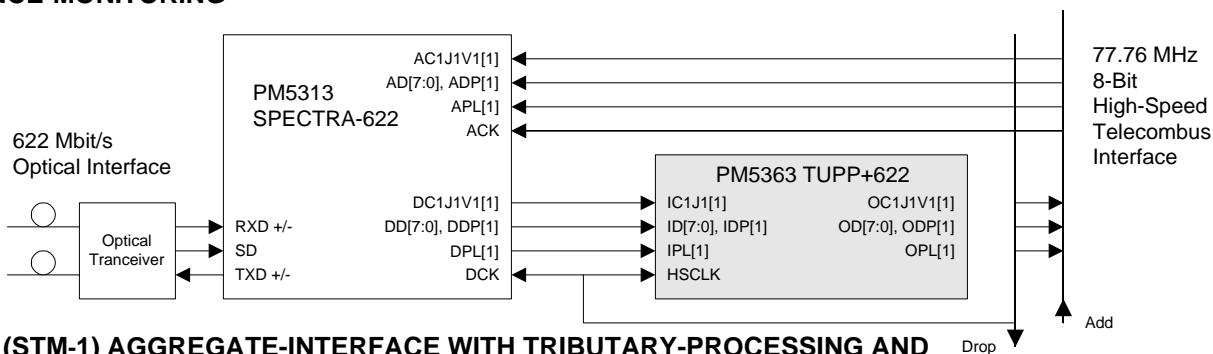 77.76 MHz
8-Bit
High-Speed
Telecombus
Interface
622 Mbit/s
Optical Interface
Optical
Tranceiver
PM5313
SPECTRA-622
AC1J1V1[1]
AD[7:0], ADP[1]
APL[1]
ACK
DC1J1V1[1]
DD[7:0], DDP[1]
DPL[1]
DCK
RXD +/-
SD
TXD +/-
PM5363 TUPP+622
IC1J1[1]
ID[7:0], IDP[1]
IPL[1]
HSCLK
OC1J1V1[1]
OD[7:0], ODP[1]
OPL[1]
Add
Drop
(STM-1) AGGREGATE-INTERFACE WITH TRIBUTARY-PROCESSING AND